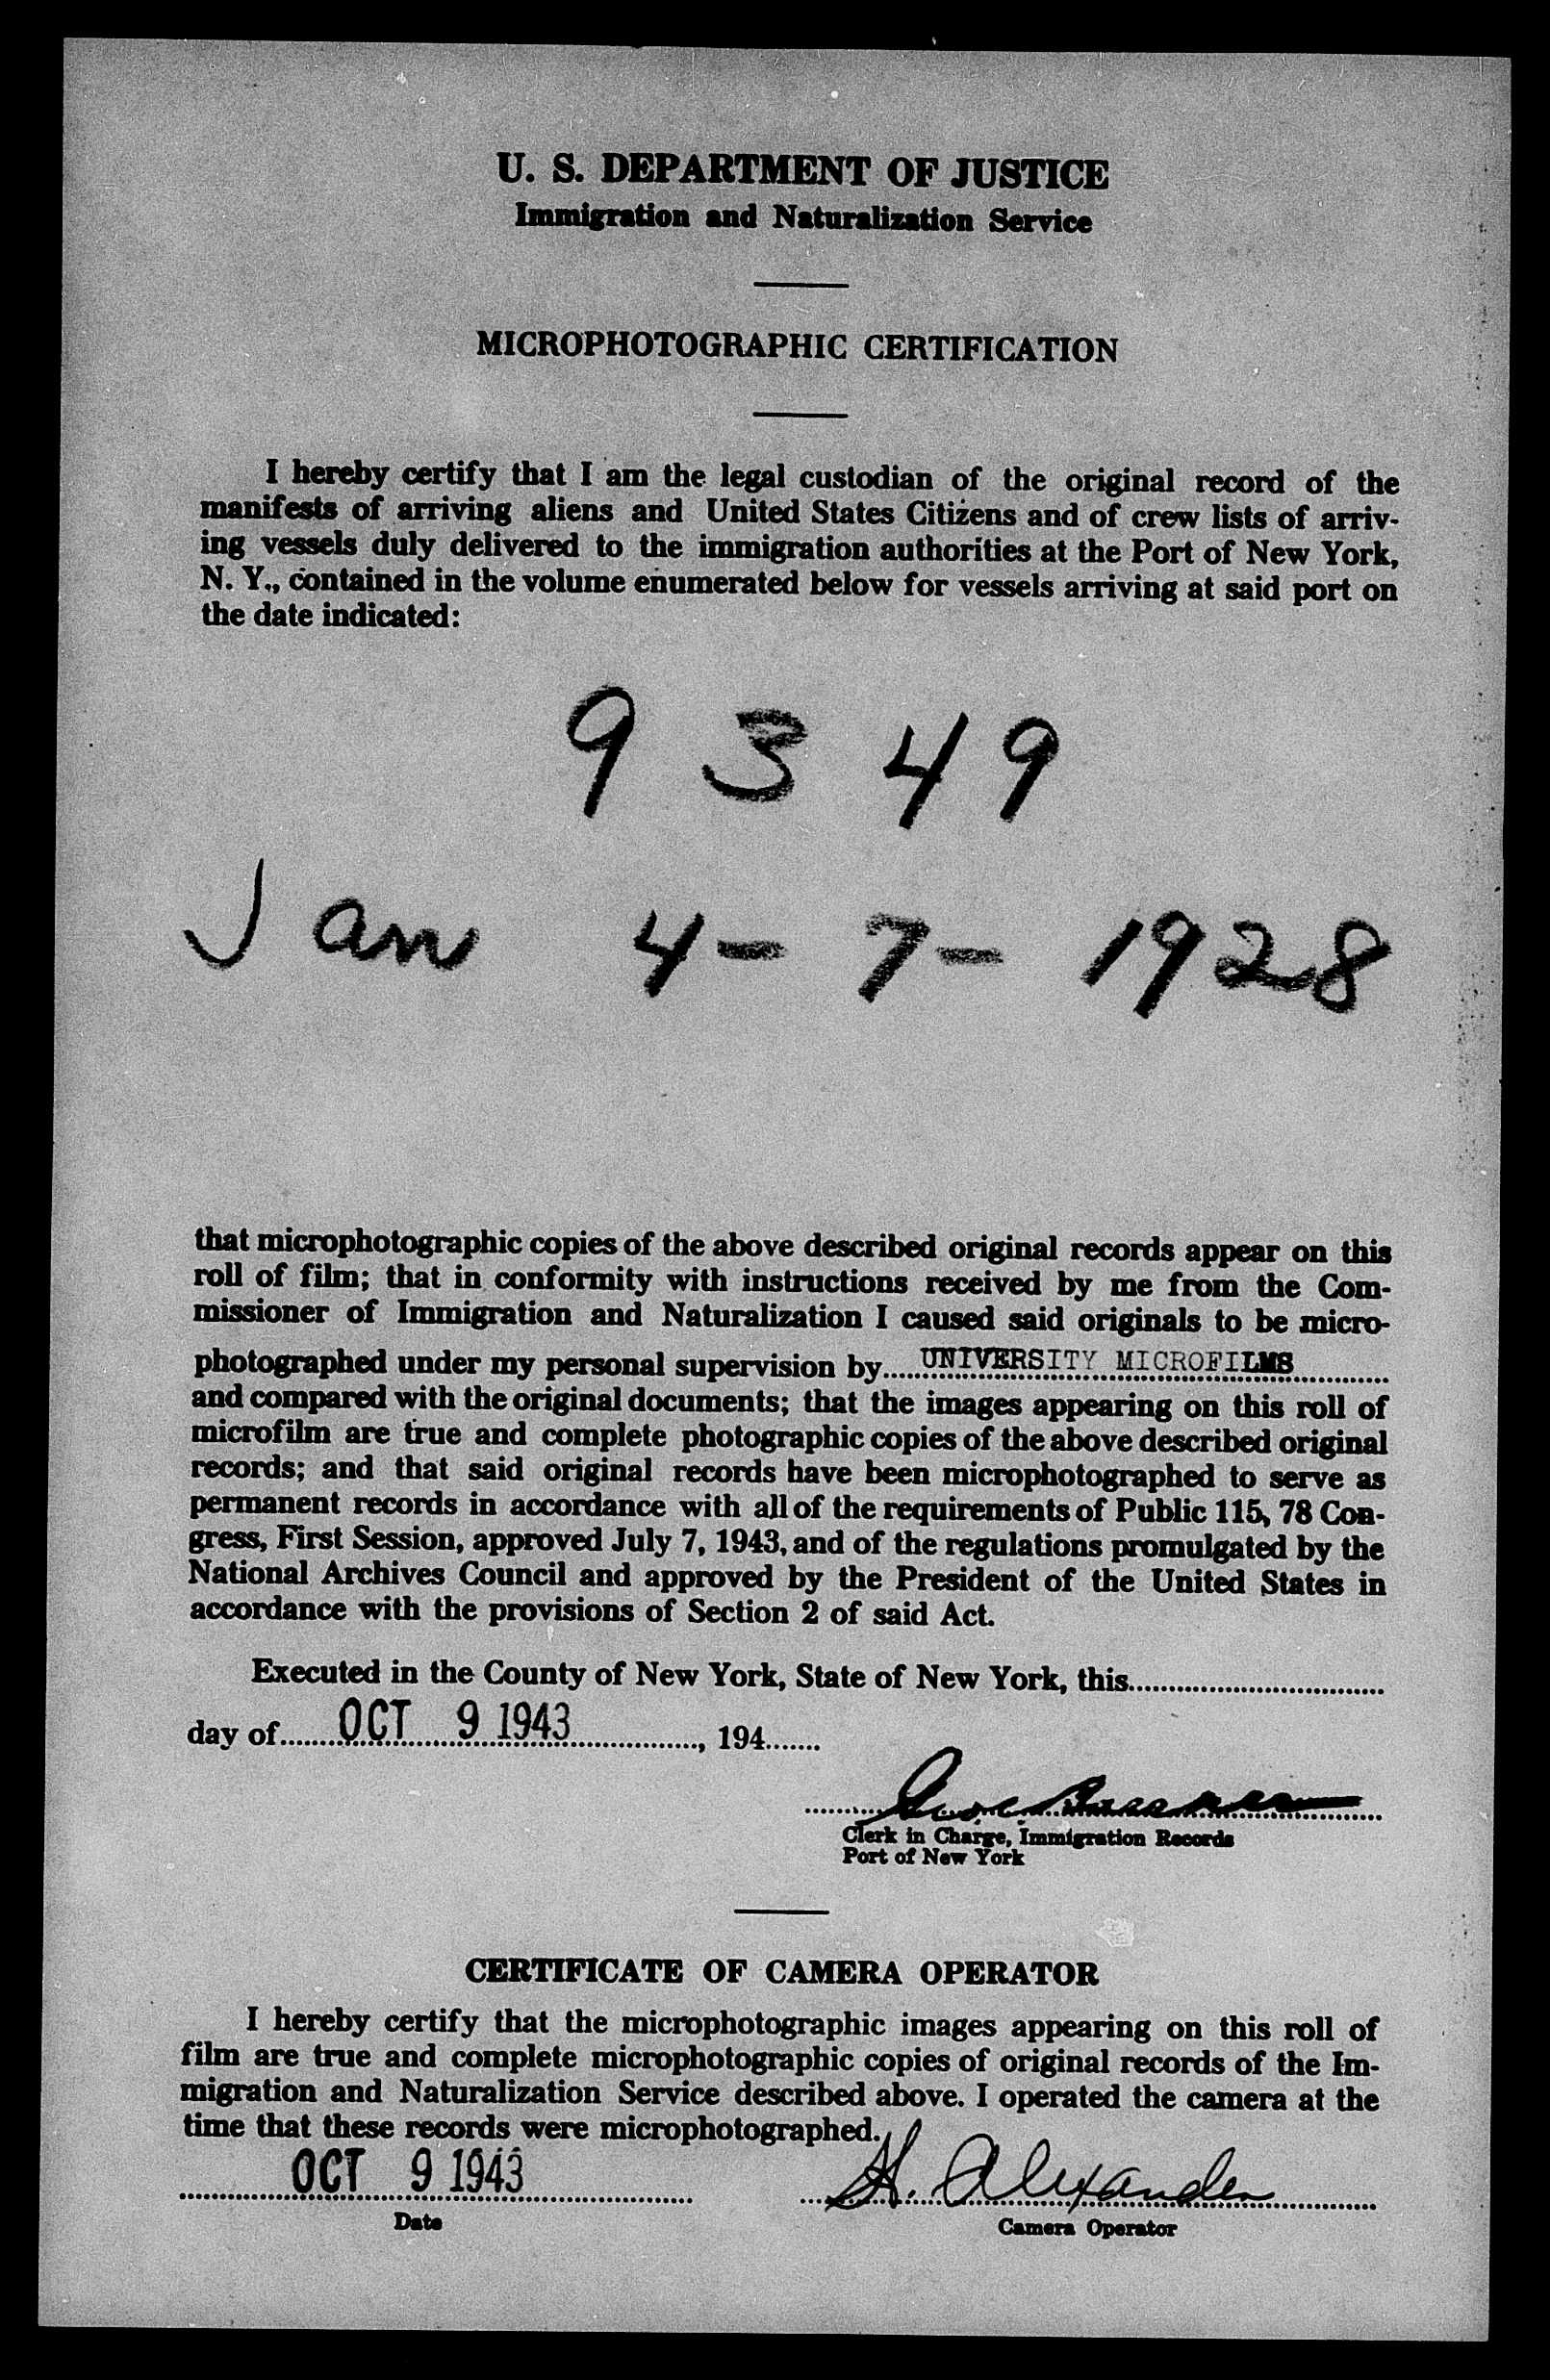 U. S. DEPARTMENT OF JUSTICE
Immigration and Naturalization Service
MICROPHOTOGRAPHIC CERTIFICATION
I hereby certify that I am the legal custodian of the original record of the
manifests of arriving aliens and United States Citizens and of crew lists of arriv-
ing vessels duly delivered to the immigration authorities at the Port of New York,
N. Y., contained in the volume enumerated below for vessels arriving at said port on
the date indicated:
9349
Jan 4-7-1928
that microphotographic copies of the above described original records appear on this
roll of film; that in conformity with instructions received by me from the Com-
missioner of Immigration and Naturalization I caused said originals to be micro-
photographed under my personal supervision by UNIVERSITY MICROFILMS
and compared with the original documents; that the images appearing on this roll of
microfilm are true and complete photographic copies of the above described original
records; and that said original records have been microphotographed to serve as
permanent records in accordance with all of the requirements of Public 115, 78 Con-
gress, First Session, approved July 7, 1943, and of the regulations promulgated by the
National Archives Council and approved by the President of the United States in
accordance with the provisions of Section 2 of said Act.
Executed in the County of New York, State of New York, this
day of OCT 9 1943, 194
Clerk in Charge, Immigration Records
Port of New York
CERTIFICATE OF CAMERA OPERATOR
I hereby certify that the microphotographic images appearing on this roll of
film are true and complete microphotographic copies of original records of the Im-
migration and Naturalization Service described above. I operated the camera at the
time that these records were microphotographed.
OCT 9 1943 H. Alexander
Date Camera Operator